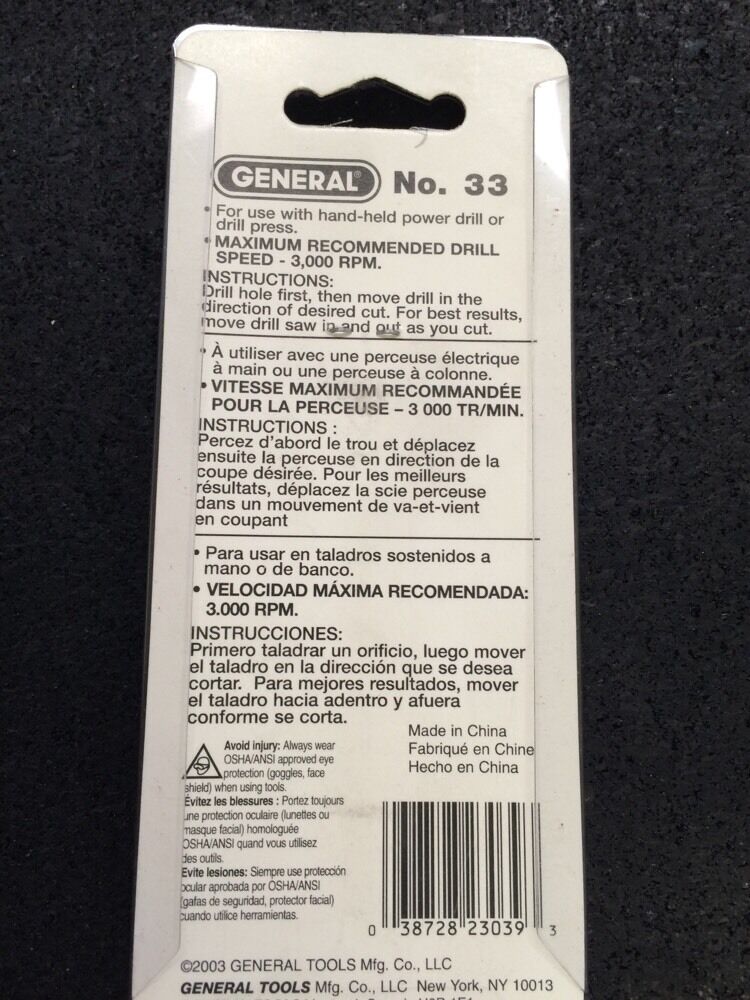 GENERAL® No. 33
• For use with hand-held power drill or
drill press.
• MAXIMUM RECOMMENDED DRILL
SPEED - 3,000 RPM.
INSTRUCTIONS:
Drill hole first, then move drill in the
direction of desired cut. For best results,
move drill saw in and out as you cut.
• À utiliser avec une perceuse électrique
à main ou une perceuse à colonne.
• VITESSE MAXIMUM RECOMMANDÉE
POUR LA PERCEUSE – 3 000 TR/MIN.
INSTRUCTIONS :
Percez d'abord le trou et déplacez
ensuite la perceuse en direction de la
coupe désirée. Pour les meilleurs
résultats, déplacez la scie perceuse
dans un mouvement de va-et-vient
en coupant
• Para usar en taladros sostenidos a
mano o de banco.
• VELOCIDAD MÁXIMA RECOMENDADA:
3.000 RPM.
INSTRUCCIONES:
Primero taladrar un orificio, luego mover
el taladro en la dirección que se desea
cortar. Para mejores resultados, mover
el taladro hacia adentro y afuera
conforme se corta.
Avoid injury: Always wear
OSHA/ANSI approved eye
protection (goggles, face
shield) when using tools.
Évitez les blessures : Portez toujours
une protection oculaire (lunettes ou
masque facial) homologuée
OSHA/ANSI quand vous utilisez
des outils.
Evite lesiones: Siempre use protección
ocular aprobada por OSHA/ANSI
(gafas de seguridad, protector facial)
cuando utilice herramientas.
Made in China
Fabriqué en Chine
Hecho en China
0 38728 23039 3
©2003 GENERAL TOOLS Mfg. Co., LLC
GENERAL TOOLS Mfg. Co., LLC New York, NY 10013